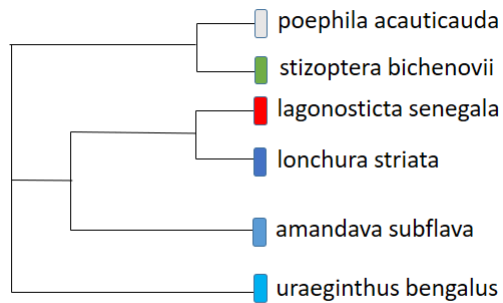 poephila acauticauda
stizoptera bichenovii
lagonosticta senegala
lonchura striata
amandava subflava
uraeginthus bengalus